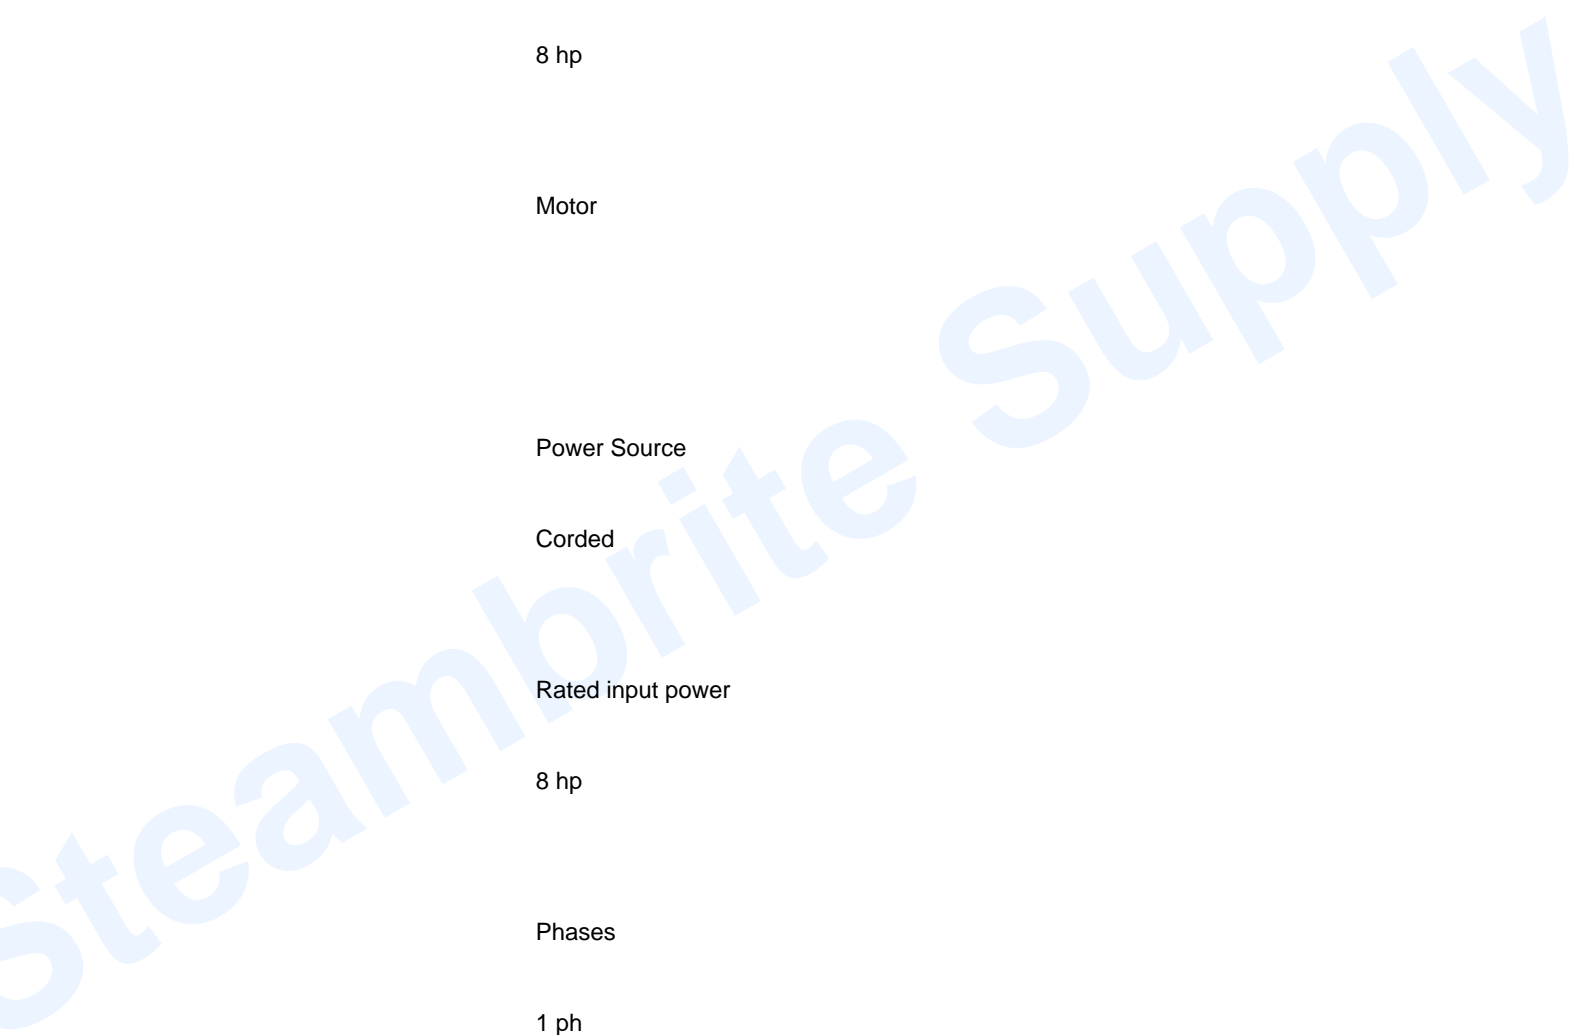 8 hp
Motor
Power Source
Corded
Rated input power
8 hp
Phases
1 ph
Steambrite Supply